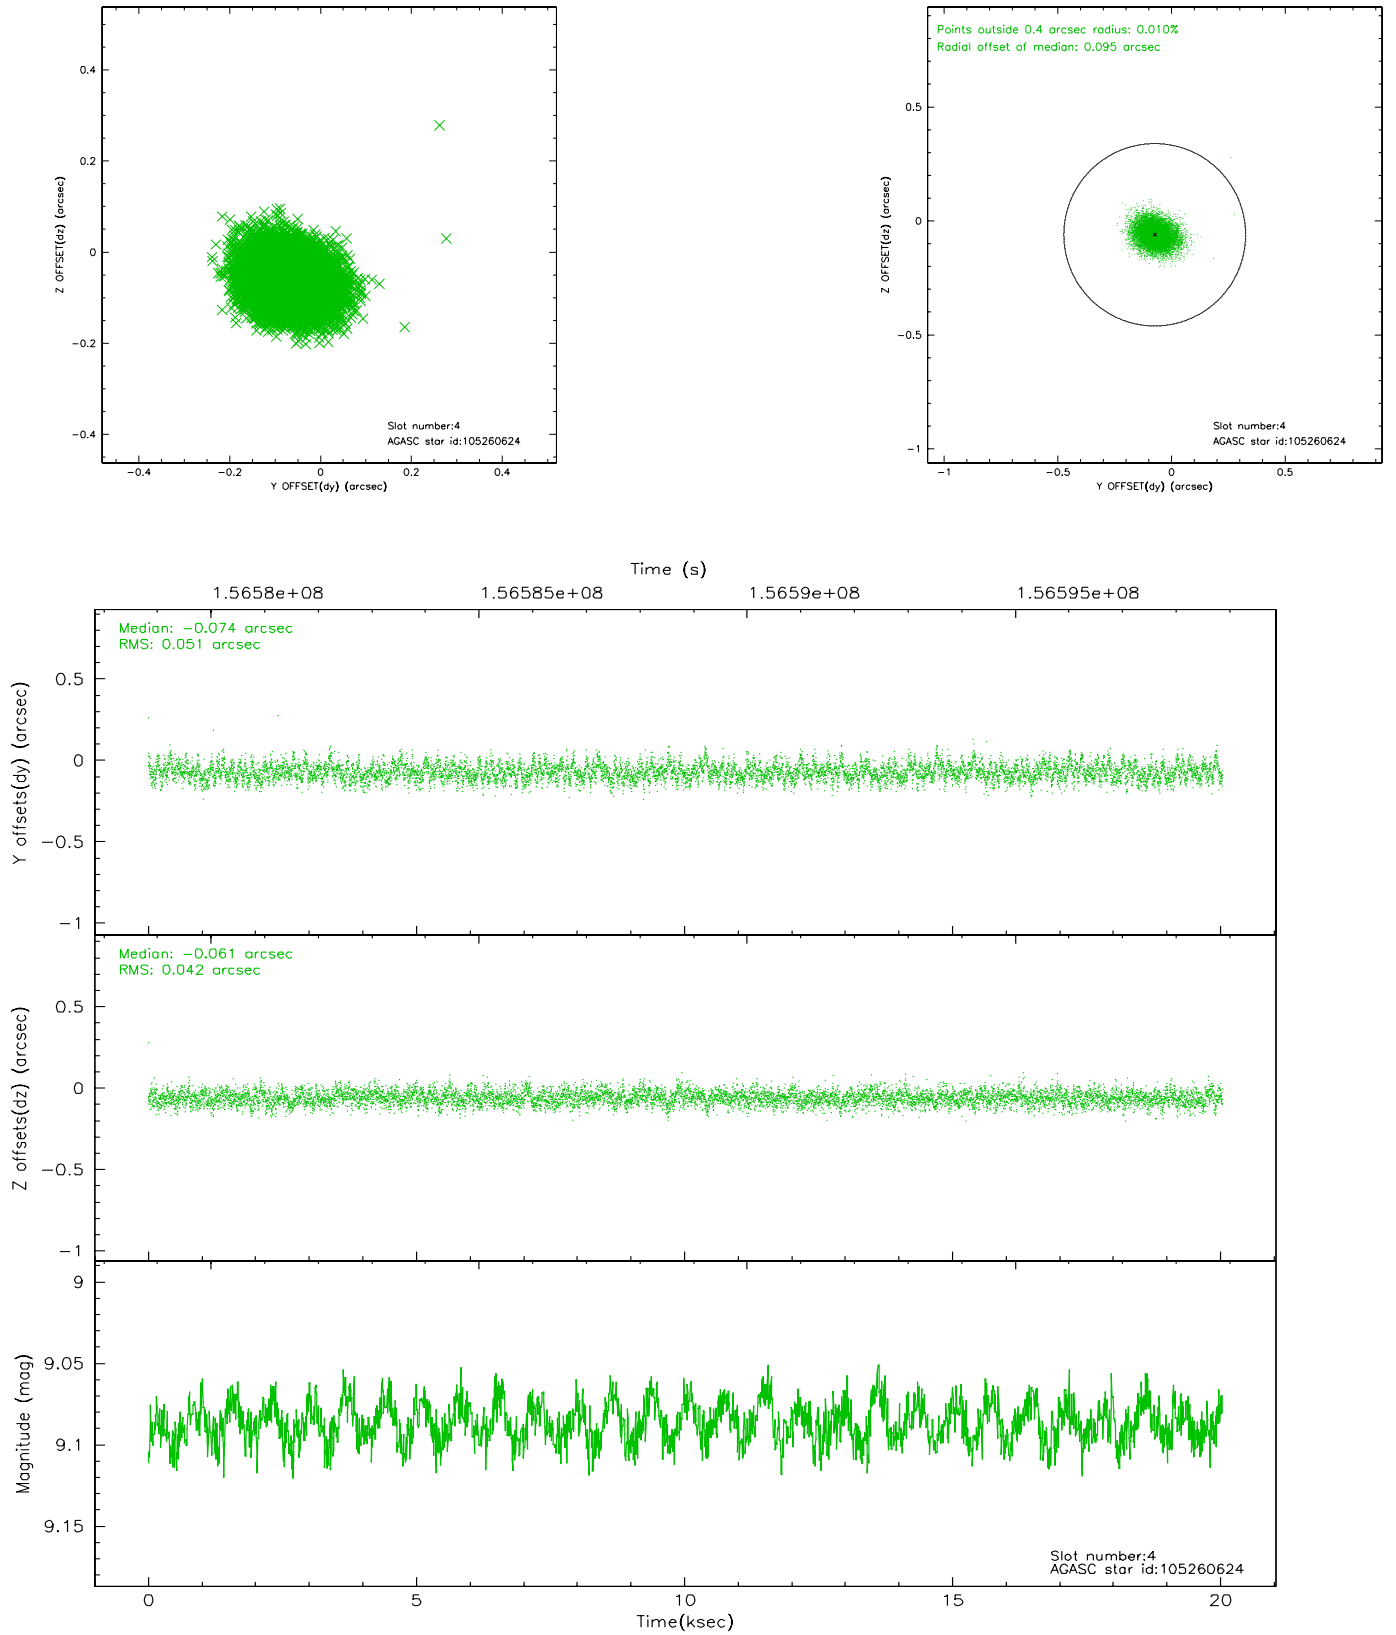 0.4
0.2
0
−0.2
−0.4
Z OFFSET(dz) (arcsec)
Slot number:4
AGASC star id:105260624
−0.4 −0.2 0 0.2 0.4
Y OFFSET(dy) (arcsec)
Points outside 0.4 arcsec radius: 0.010%
Radial offset of median: 0.095 arcsec
0.5
0
−0.5
−1
Z OFFSET(dz) (arcsec)
Slot number:4
AGASC star id:105260624
−1 −0.5 0 0.5
Y OFFSET(dy) (arcsec)
Time (s)
1.5658e+08 1.56585e+08 1.5659e+08 1.56595e+08
Median: −0.074 arcsec
RMS: 0.051 arcsec
0.5
0
−0.5
−1
Y offsets(dy) (arcsec)
Median: −0.061 arcsec
RMS: 0.042 arcsec
0.5
0
−0.5
−1
Z offsets(dz) (arcsec)
9
9.05
9.1
9.15
Magnitude (mag)
Slot number:4
AGASC star id:105260624
0 5 10 15 20
Time(ksec)